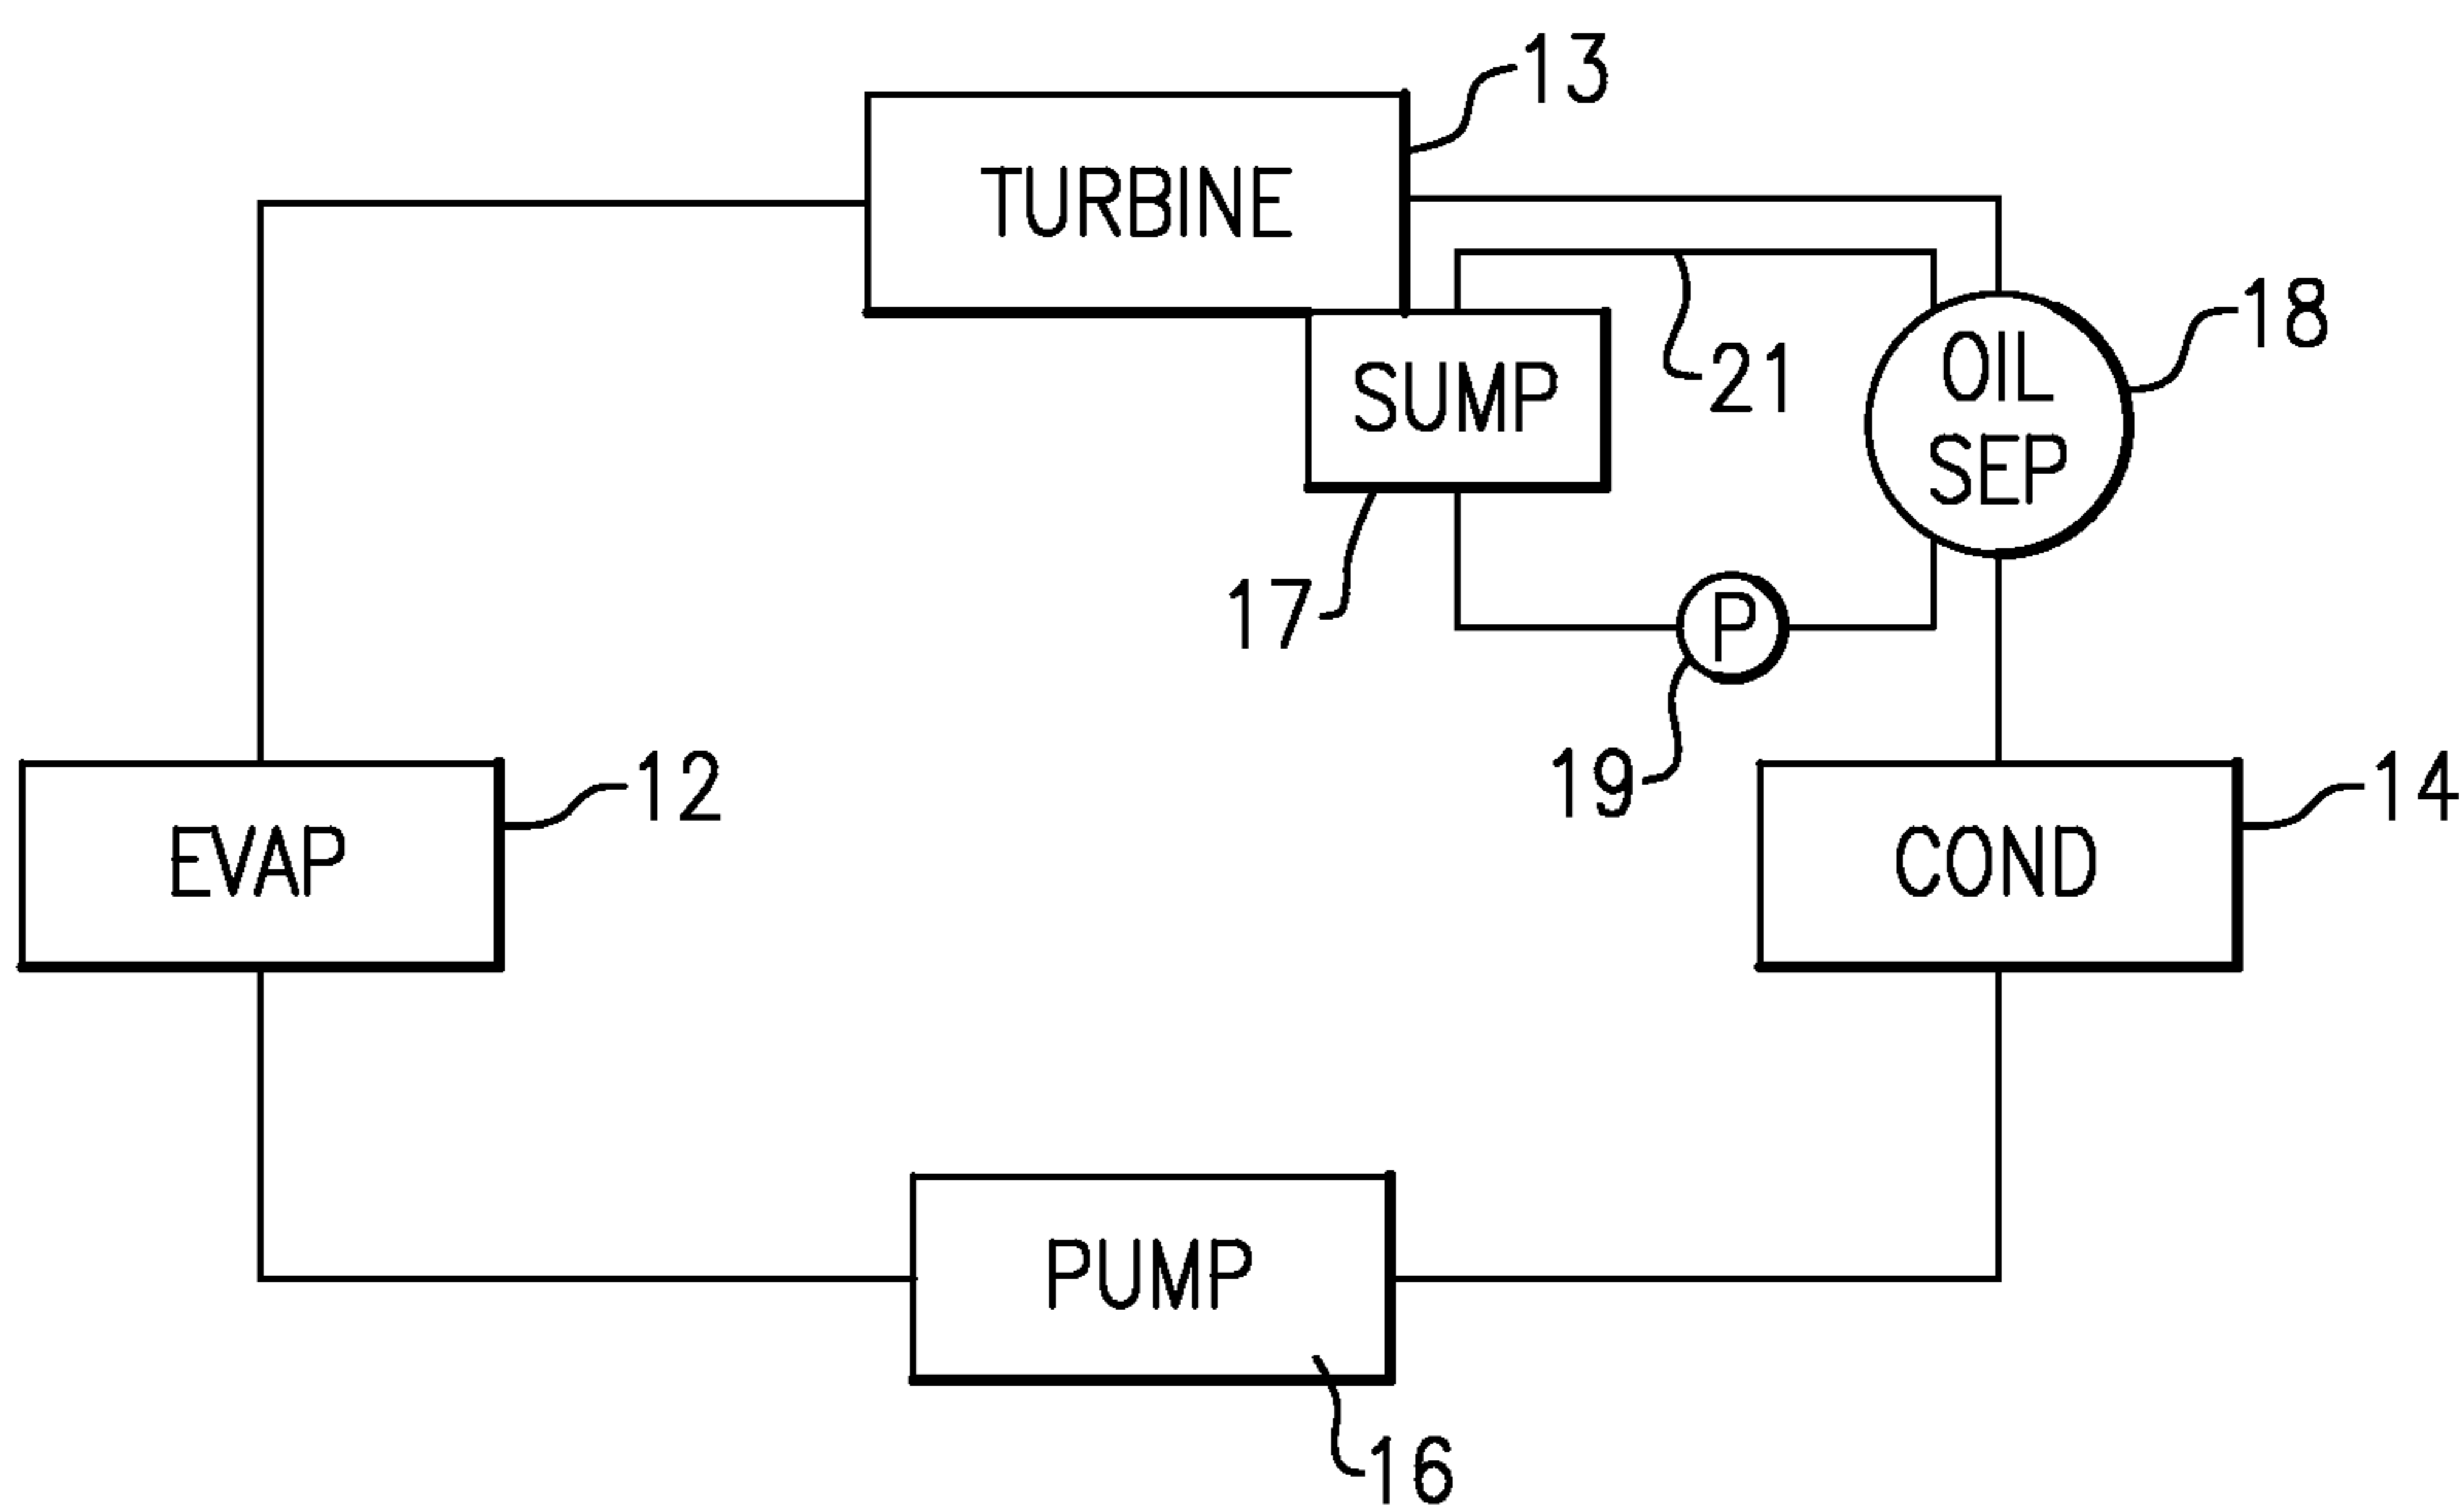 13
TURBINE
18
OIL
SEP
21
SUMP
17
P
19
12
14
EVAP
COND
PUMP
16